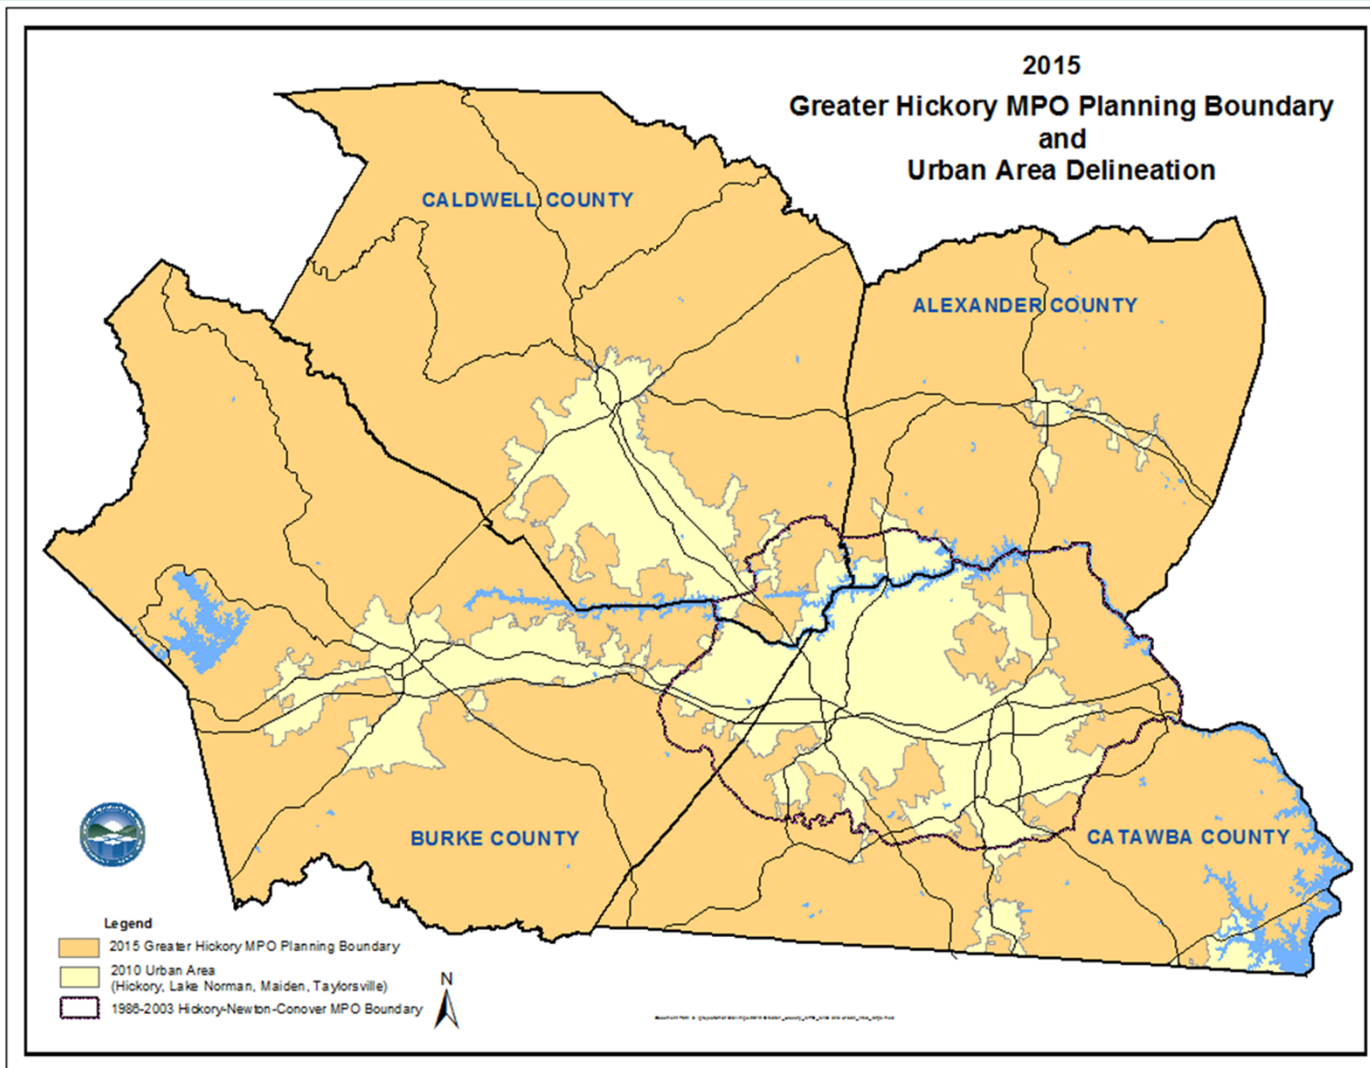 2015
Greater Hickory MPO Planning Boundary
and
Urban Area Delineation
CALDWELL COUNTY
ALEXANDER COUNTY
BURKE COUNTY
CATAWBA COUNTY
Legend
2015 Greater Hickory MPO Planning Boundary
2010 Urban Area
(Hickory, Lake Norman, Maiden, Taylorsville)
1986-2003 Hickory-Newton-Conover MPO Boundary
N